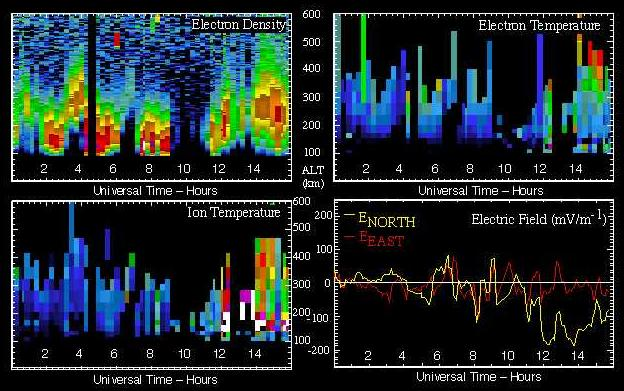 Electron Density
600
500
400
300
200
100
ALT
(km)
2 4 6 8 10 12 14
Universal Time – Hours
Electron Temperature
2 4 6 8 10 12 14
Universal Time – Hours
Ion Temperature
600
500
400
300
200
100
2 4 6 8 10 12 14
Universal Time – Hours
E NORTH
E EAST
Electric Field (mV/m-1)
200
100
0
-100
-200
2 4 6 8 10 12 14
Universal Time – Hours